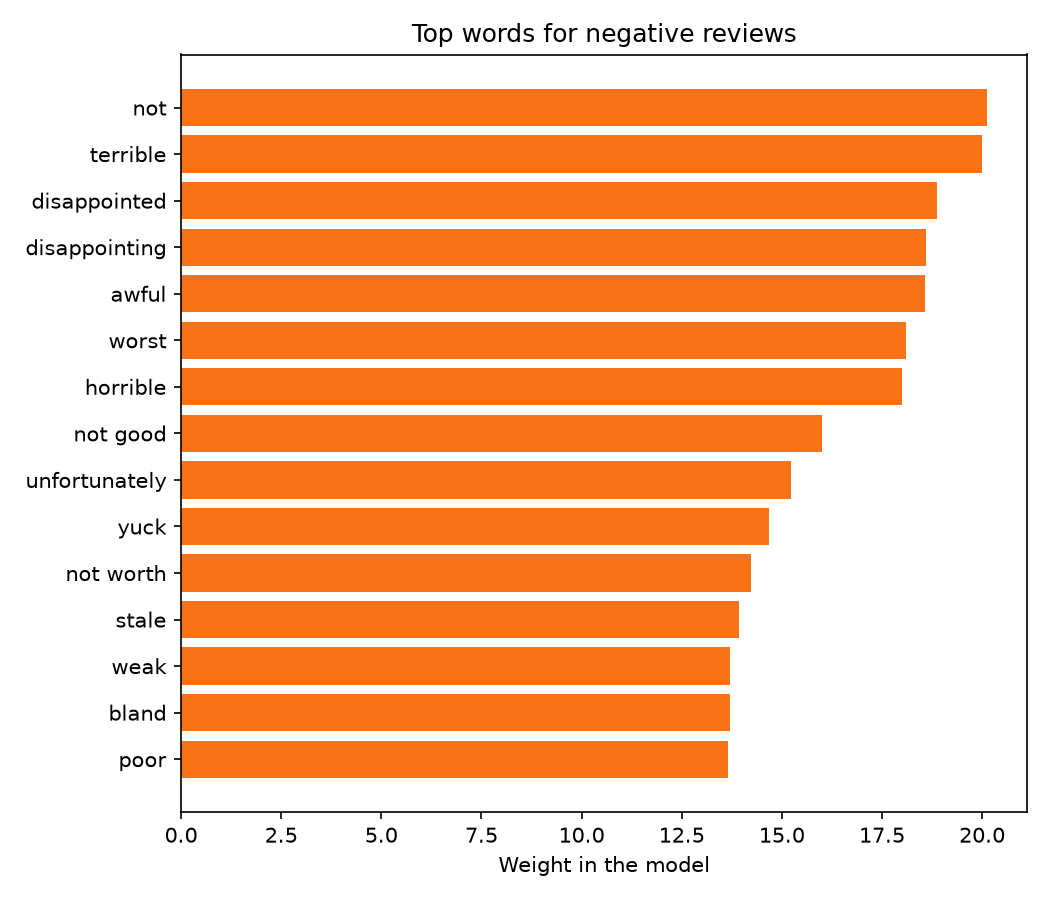 Top words for negative reviews
not
terrible
disappointed
disappointing
awful
worst
horrible
not good
unfortunately
yuck
not worth
stale
weak
bland
poor
0.0 2.5 5.0 7.5 10.0 12.5 15.0 17.5 20.0
Weight in the model